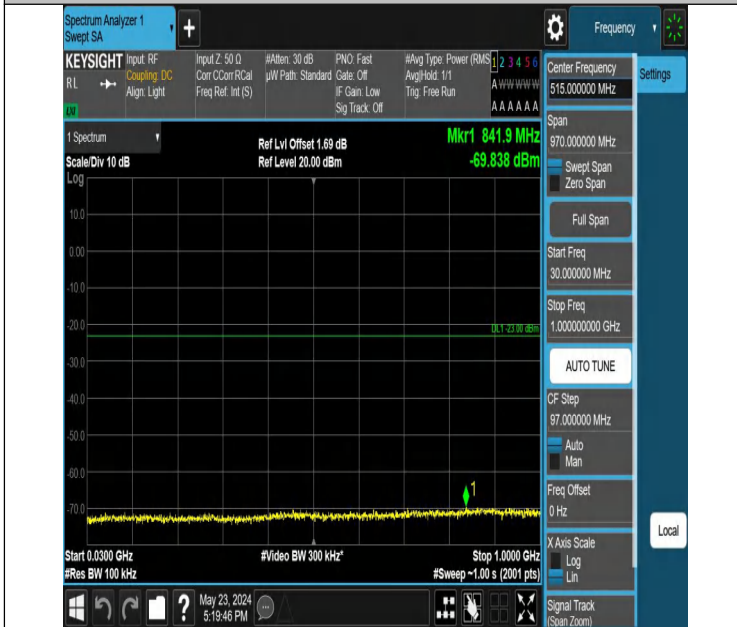 Spectrum Analyzer 1
Swept SA
+
Frequency
KEYSIGHT
RL
LXI
Input: RF
Coupling: DC
Align: Light
Input Z: 50 Ω
Corr CCorr RCal
Freq Ref: Int (S)
#Atten: 30 dB
µW Path: Standard
PNO: Fast
Gate: Off
IF Gain: Low
Sig Track: Off
#Avg Type: Power (RMS
Avg|Hold: 1/1
Trig: Free Run
1 2 3 4 5 6
A W W W W W
A A A A A A
1 Spectrum
Scale/Div 10 dB
Log
Ref Lvl Offset 1.69 dB
Ref Level 20.00 dBm
Mkr1 841.9 MHz
-69.838 dBm
10.0
0.00
-10.0
-20.0
-30.0
-40.0
-50.0
-60.0
-70.0
DL1 -23.00 dBm
1
Start 0.0300 GHz
#Res BW 100 kHz
#Video BW 300 kHz*
Stop 1.0000 GHz
#Sweep ~1.00 s (2001 pts)
?
May 23, 2024
5:19:46 PM
Center Frequency
515.000000 MHz
Span
970.000000 MHz
Swept Span
Zero Span
Full Span
Start Freq
30.000000 MHz
Stop Freq
1.000000000 GHz
AUTO TUNE
CF Step
97.000000 MHz
Auto
Man
Freq Offset
0 Hz
X Axis Scale
Log
Lin
Signal Track
(Span Zoom)
Settings
Local